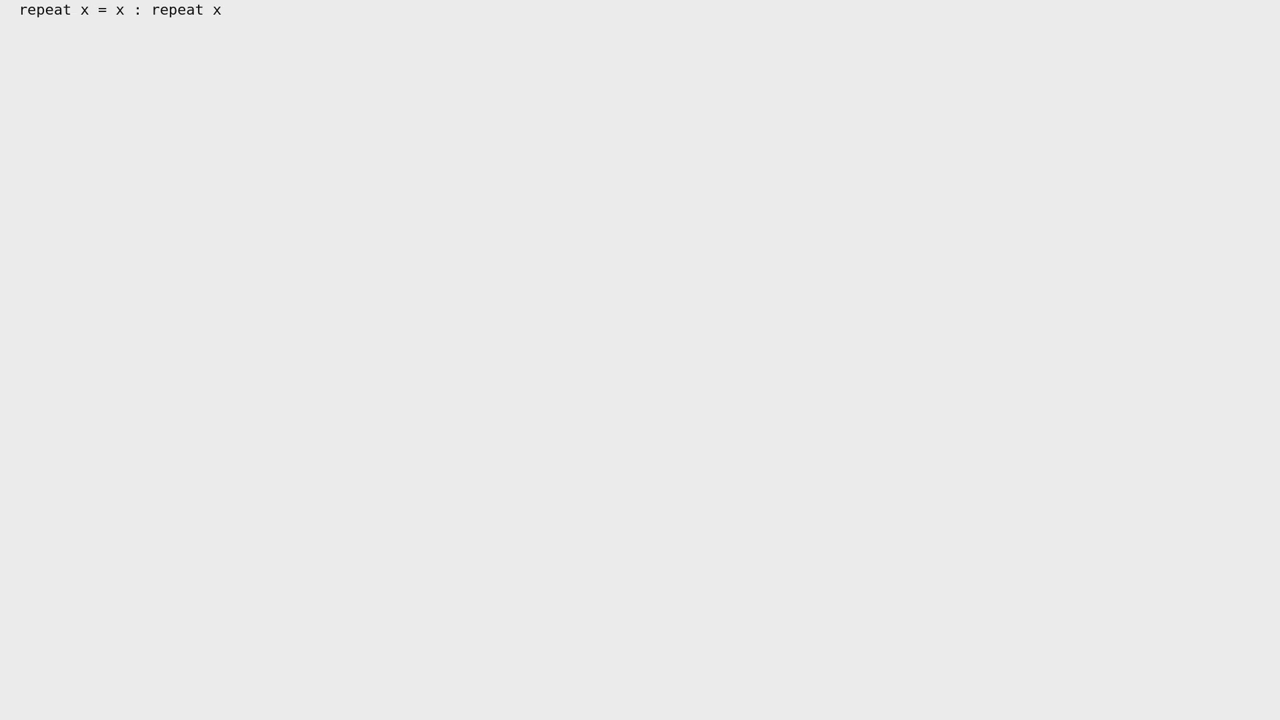 repeat x = x : repeat x